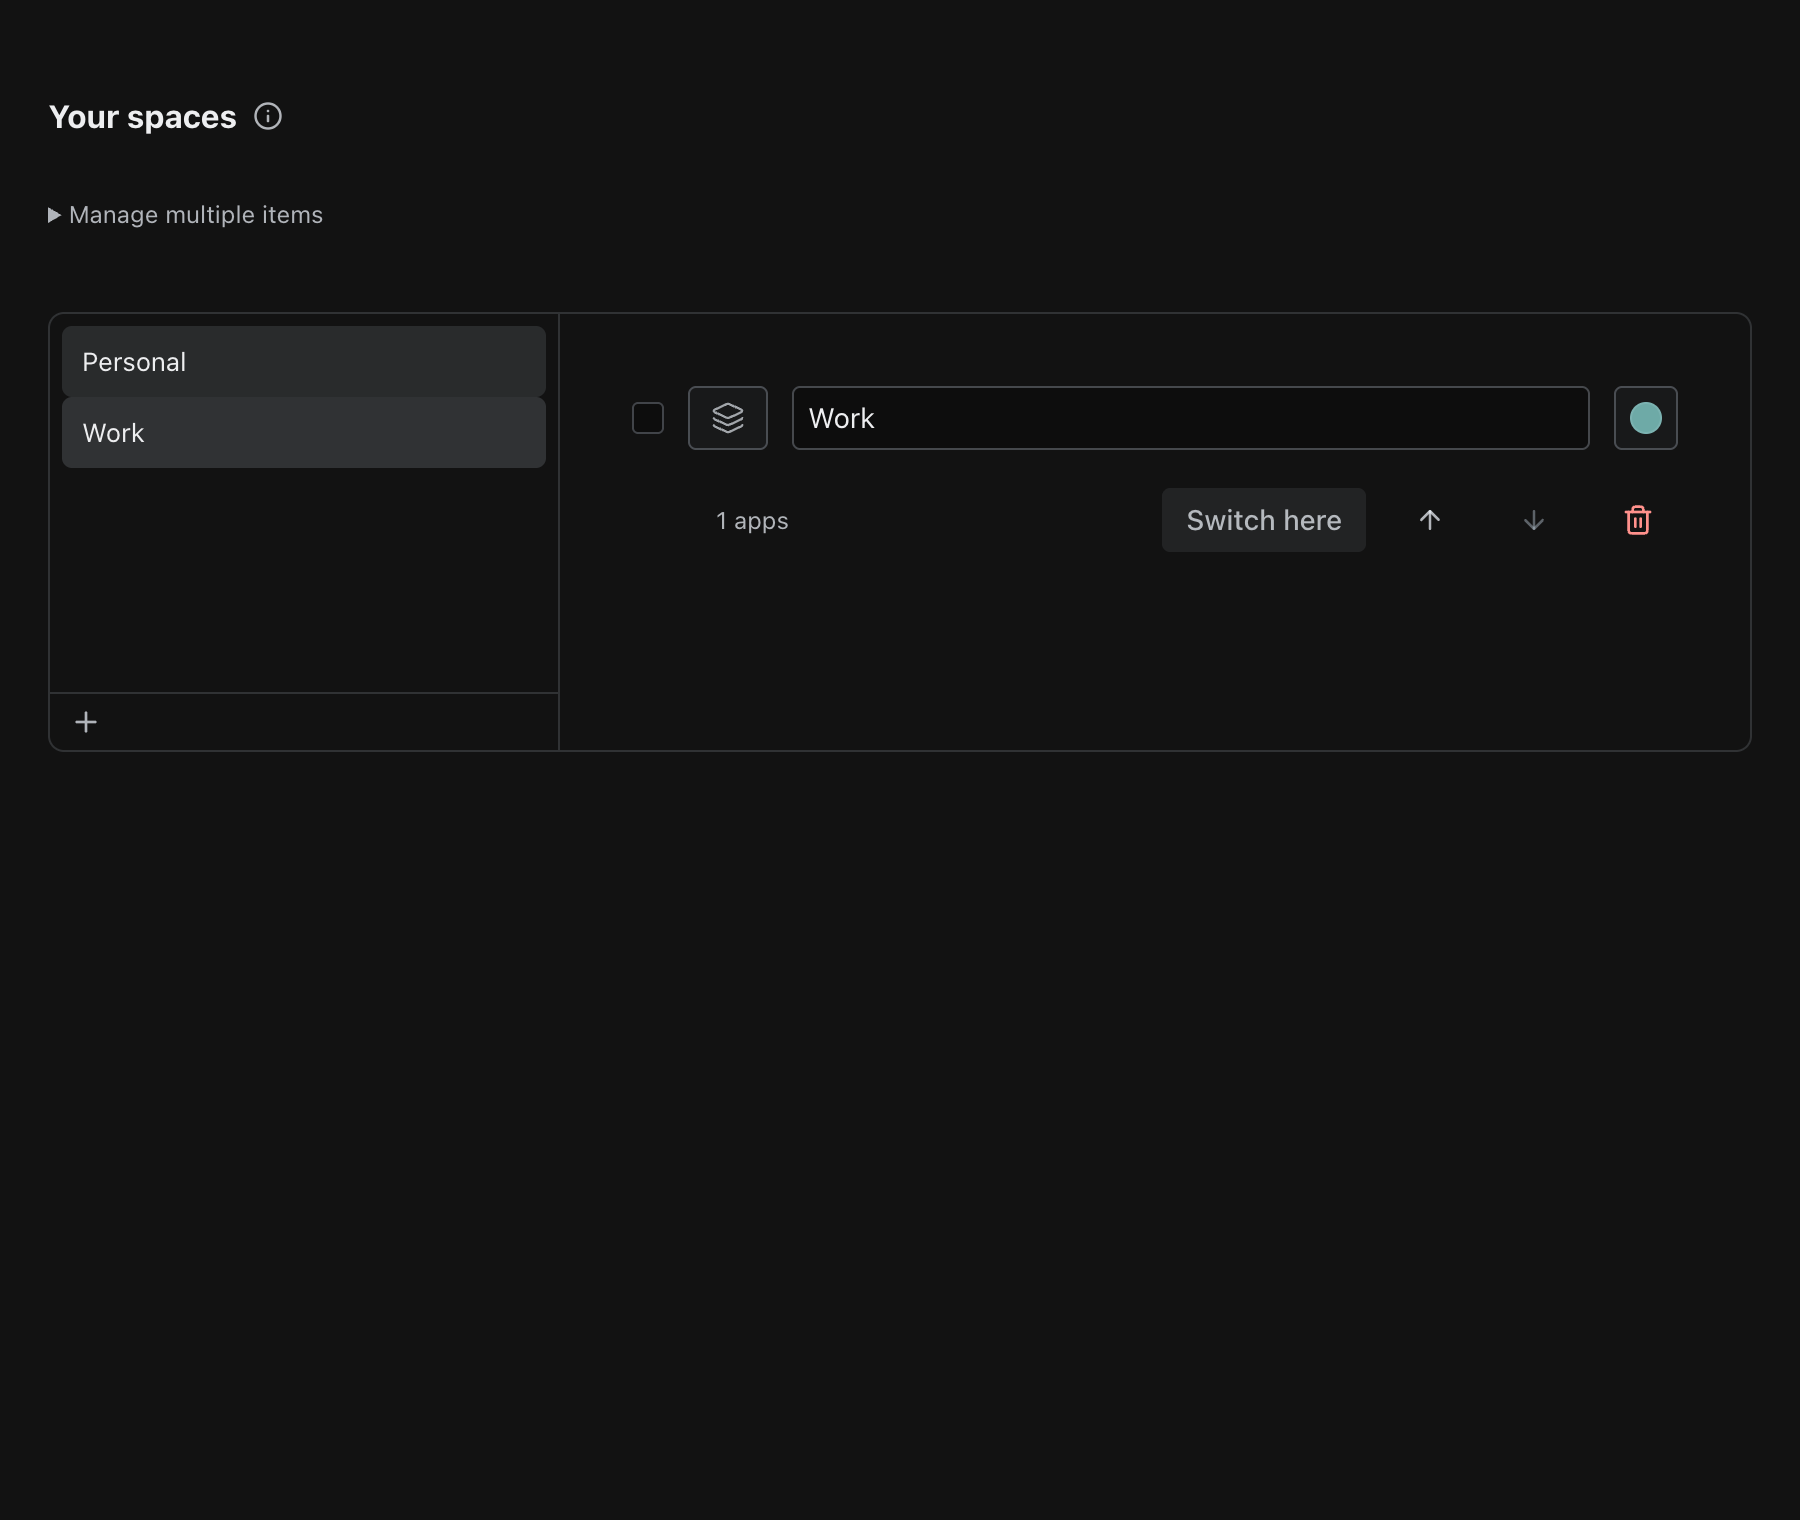 Your spaces
Manage multiple items
Personal
Work
Work
1 apps
Switch here